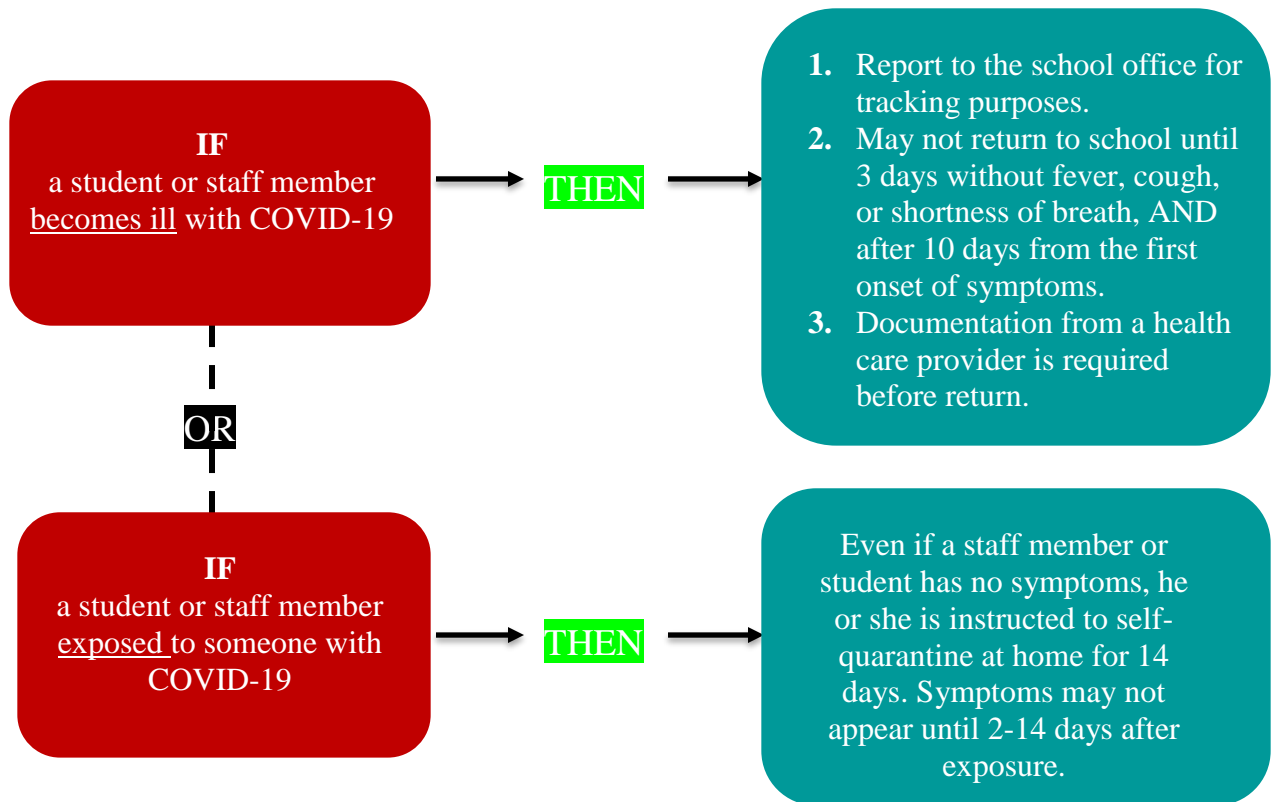 IF
a student or staff member
becomes ill with COVID-19
THEN
1. Report to the school office for
tracking purposes.
2. May not return to school until
3 days without fever, cough,
or shortness of breath, AND
after 10 days from the first
onset of symptoms.
3. Documentation from a health
care provider is required
before return.
OR
IF
a student or staff member
exposed to someone with
COVID-19
THEN
Even if a staff member or
student has no symptoms, he
or she is instructed to self-
quarantine at home for 14
days. Symptoms may not
appear until 2-14 days after
exposure.